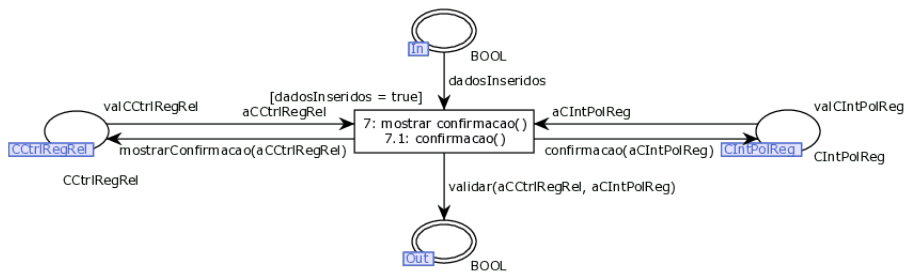 In
BOOL
dadosInseridos
[dadosInseridos = true]
valCCtrlRegRel
aCCtrlRegRel
aCIntPolReg
valCIntPolReg
7: mostrar confirmacao()
7.1: confirmacao()
CCtrlRegRel
mostrarConfirmacao(aCCtrlRegRel)
confirmacao(aCIntPolReg)
CIntPolReg
CIntPolReg
CCtrlRegRel
validar(aCCtrlRegRel, aCIntPolReg)
Out
BOOL